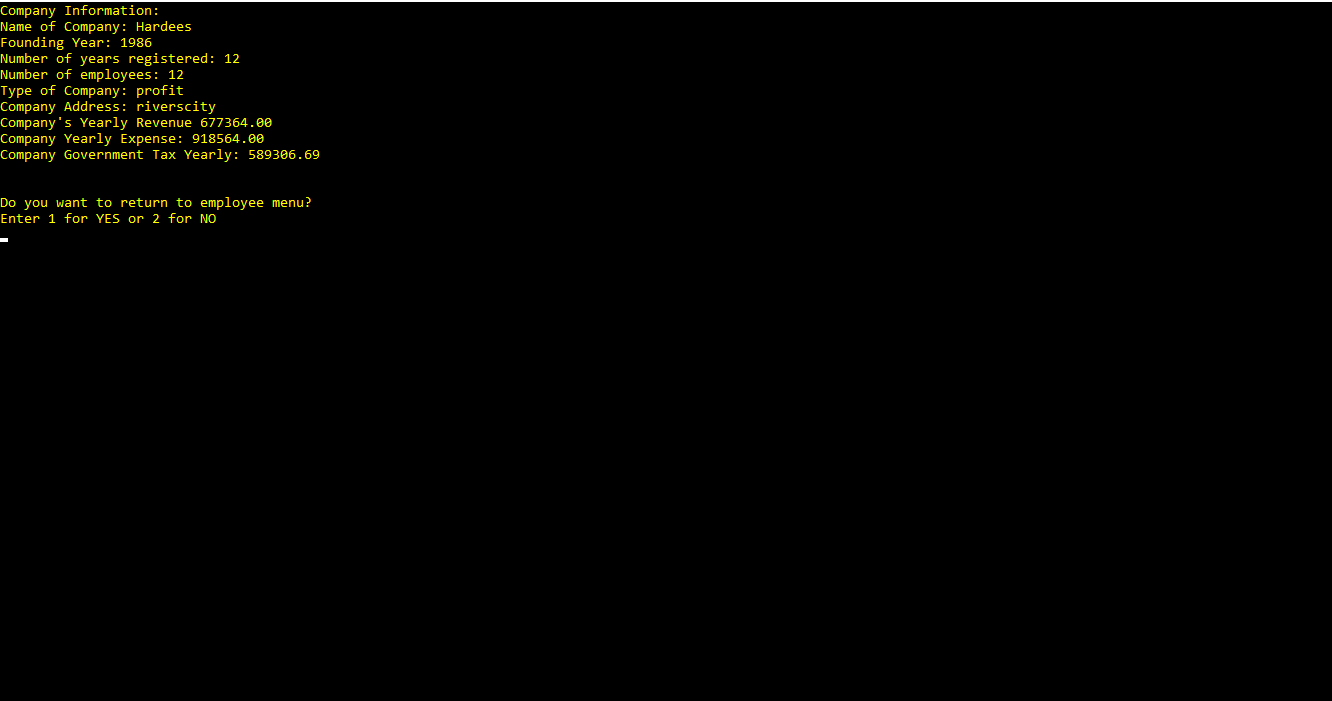 Company Information:
Name of Company: Hardees
Founding Year: 1986
Number of years registered: 12
Number of employees: 12
Type of Company: profit
Company Address: riverscity
Company's Yearly Revenue 677364.00
Company Yearly Expense: 918564.00
Company Government Tax Yearly: 589306.69
Do you want to return to employee menu?
Enter 1 for YES or 2 for NO